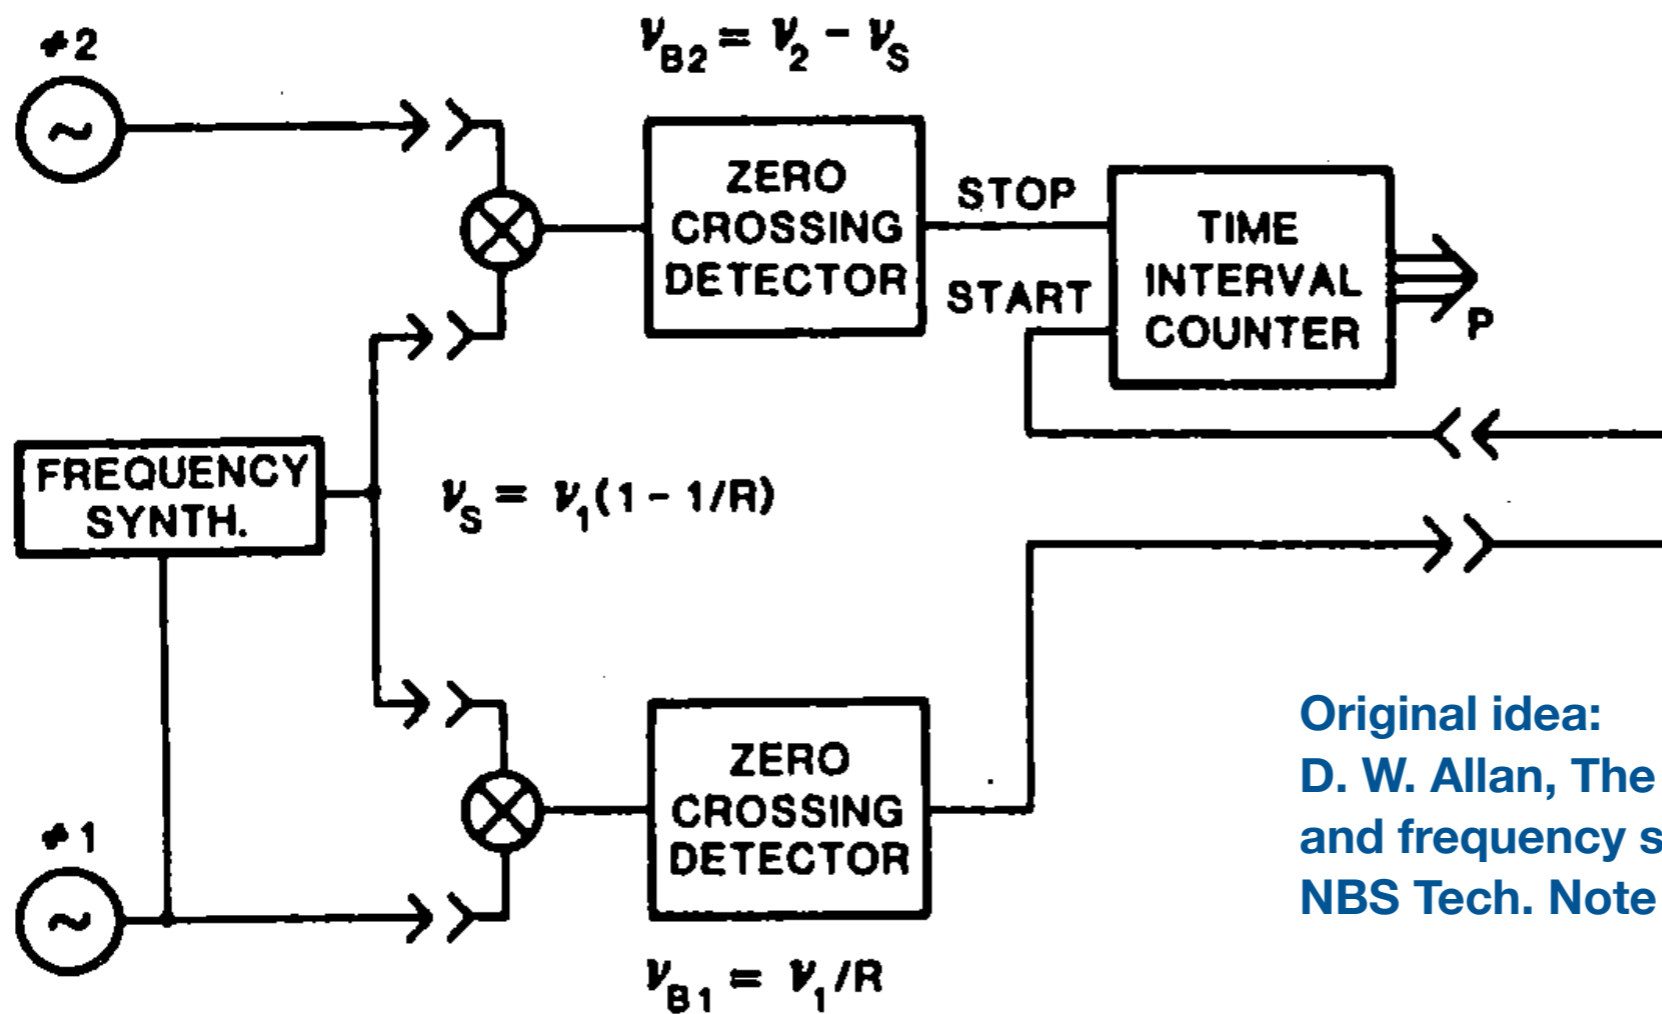 #2
ν_B2 = ν_2 - ν_S
ZERO
CROSSING
DETECTOR
STOP
START
TIME
INTERVAL
COUNTER
P
FREQUENCY
SYNTH.
ν_S = ν_1(1 - 1/R)
#1
ZERO
CROSSING
DETECTOR
ν_B1 = ν_1/R
Original idea:
D. W. Allan, The
and frequency s
NBS Tech. Note